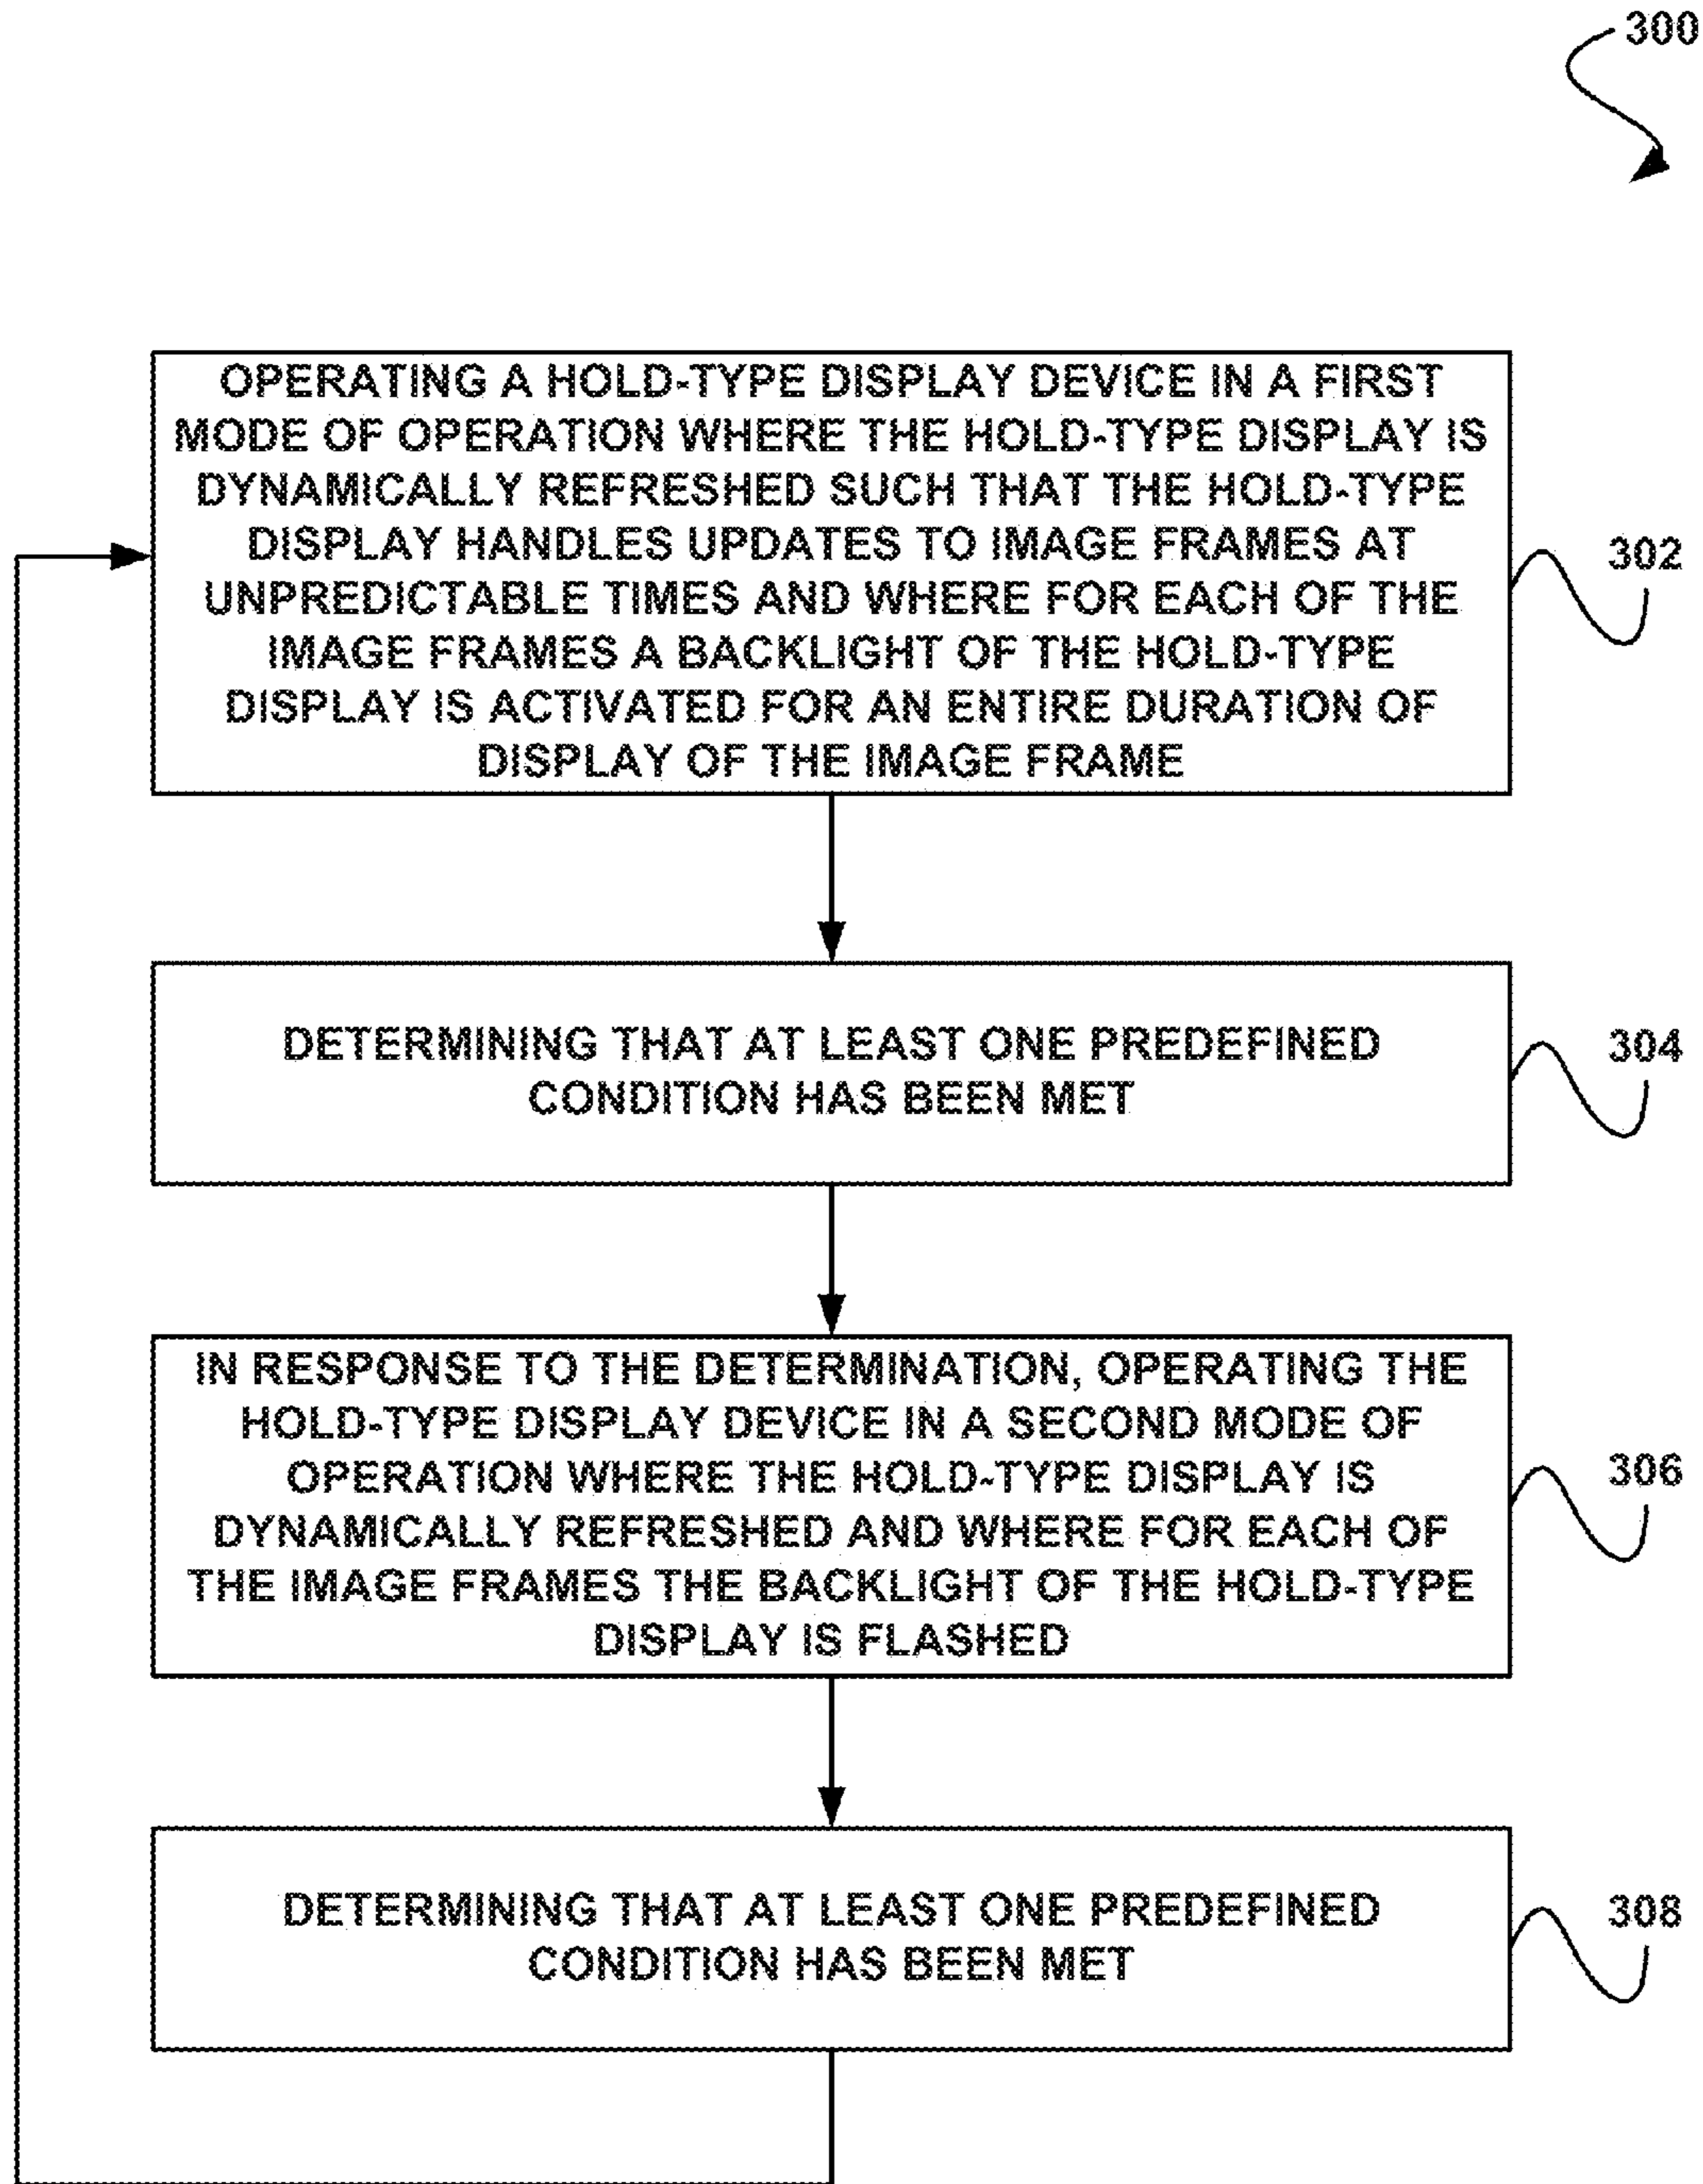 300
OPERATING A HOLD-TYPE DISPLAY DEVICE IN A FIRST
MODE OF OPERATION WHERE THE HOLD-TYPE DISPLAY IS
DYNAMICALLY REFRESHED SUCH THAT THE HOLD-TYPE
DISPLAY HANDLES UPDATES TO IMAGE FRAMES AT
UNPREDICTABLE TIMES AND WHERE FOR EACH OF THE
IMAGE FRAMES A BACKLIGHT OF THE HOLD-TYPE
DISPLAY IS ACTIVATED FOR AN ENTIRE DURATION OF
DISPLAY OF THE IMAGE FRAME
302
DETERMINING THAT AT LEAST ONE PREDEFINED
CONDITION HAS BEEN MET
304
IN RESPONSE TO THE DETERMINATION, OPERATING THE
HOLD-TYPE DISPLAY DEVICE IN A SECOND MODE OF
OPERATION WHERE THE HOLD-TYPE DISPLAY IS
DYNAMICALLY REFRESHED AND WHERE FOR EACH OF
THE IMAGE FRAMES THE BACKLIGHT OF THE HOLD-TYPE
DISPLAY IS FLASHED
306
DETERMINING THAT AT LEAST ONE PREDEFINED
CONDITION HAS BEEN MET
308